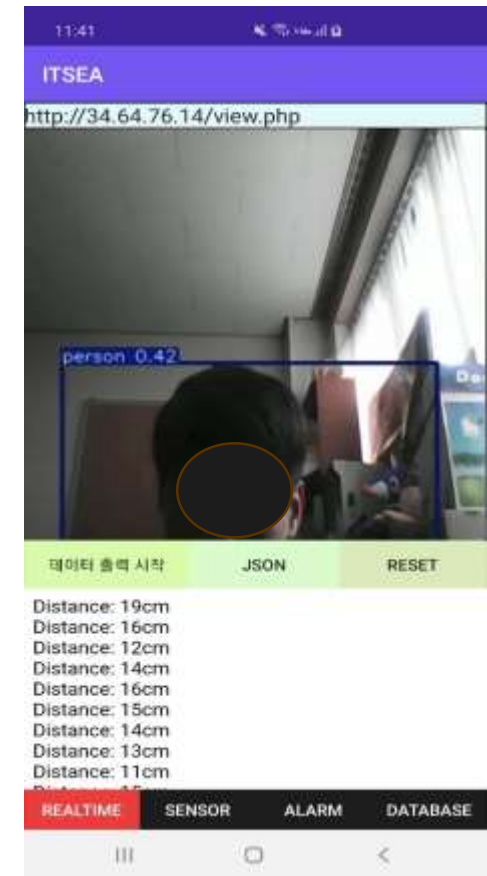 11:41
ITSEA
http://34.64.76.14/view.php
person 0.42
데이터 출력 시작 JSON RESET
Distance: 19cm
Distance: 16cm
Distance: 12cm
Distance: 14cm
Distance: 16cm
Distance: 15cm
Distance: 14cm
Distance: 13cm
Distance: 11cm
REALTIME SENSOR ALARM DATABASE